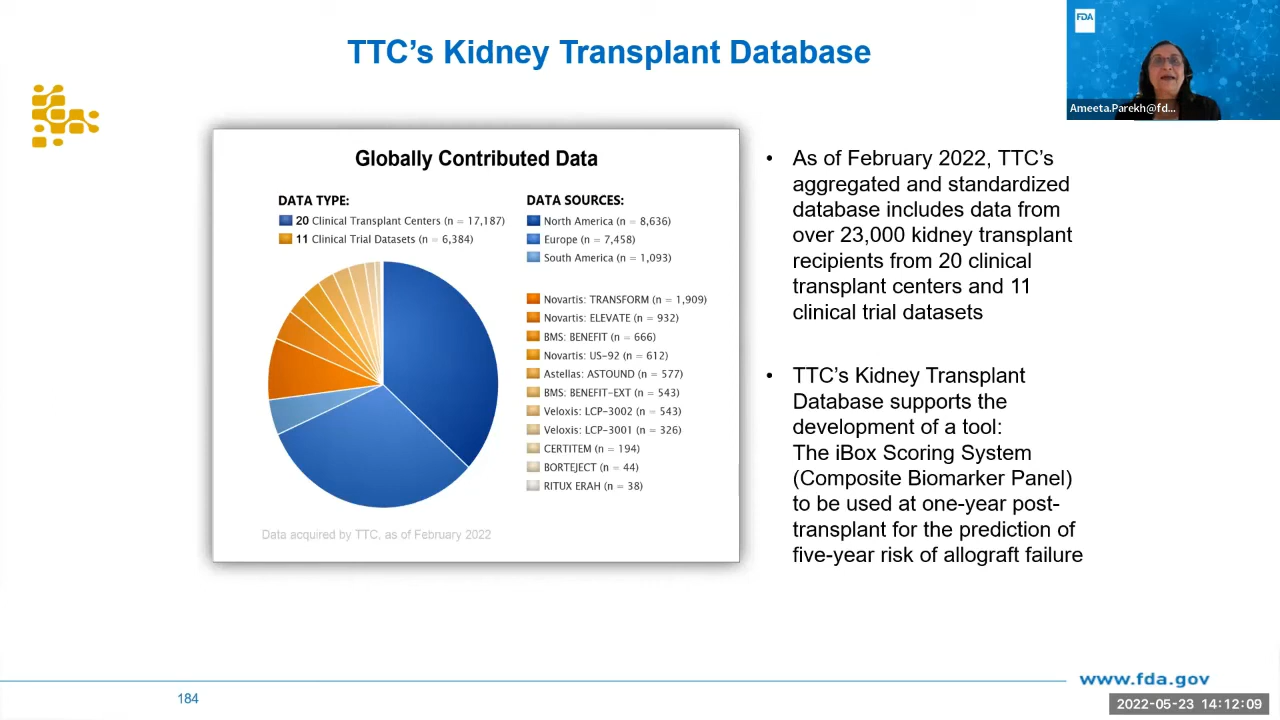 TTC's Kidney Transplant Database
FDA
Ameeta.Parekh@fd...
Globally Contributed Data
DATA TYPE:
20 Clinical Transplant Centers (n = 17,187)
11 Clinical Trial Datasets (n = 6,384)
DATA SOURCES:
North America (n = 8,636)
Europe (n = 7,458)
South America (n = 1,093)
Novartis: TRANSFORM (n = 1,909)
Novartis: ELEVATE (n = 932)
BMS: BENEFIT (n = 666)
Novartis: US-92 (n = 612)
Astellas: ASTOUND (n = 577)
BMS: BENEFIT-EXT (n = 543)
Veloxis: LCP-3002 (n = 543)
Veloxis: LCP-3001 (n = 326)
CERTITEM (n = 194)
BORTEJECT (n = 44)
RITUX ERAH (n = 38)
Data acquired by TTC, as of February 2022
• As of February 2022, TTC's
aggregated and standardized
database includes data from
over 23,000 kidney transplant
recipients from 20 clinical
transplant centers and 11
clinical trial datasets
• TTC's Kidney Transplant
Database supports the
development of a tool:
The iBox Scoring System
(Composite Biomarker Panel)
to be used at one-year post-
transplant for the prediction of
five-year risk of allograft failure
www.fda.gov
184
2022-05-23 14:12:09